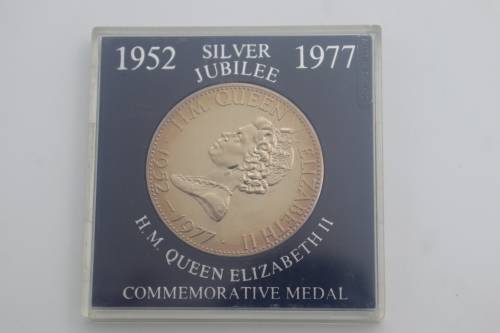 1952 SILVER JUBILEE 1977
H.M. QUEEN ELIZABETH II
1952-1977
H.M. QUEEN ELIZABETH II
COMMEMORATIVE MEDAL